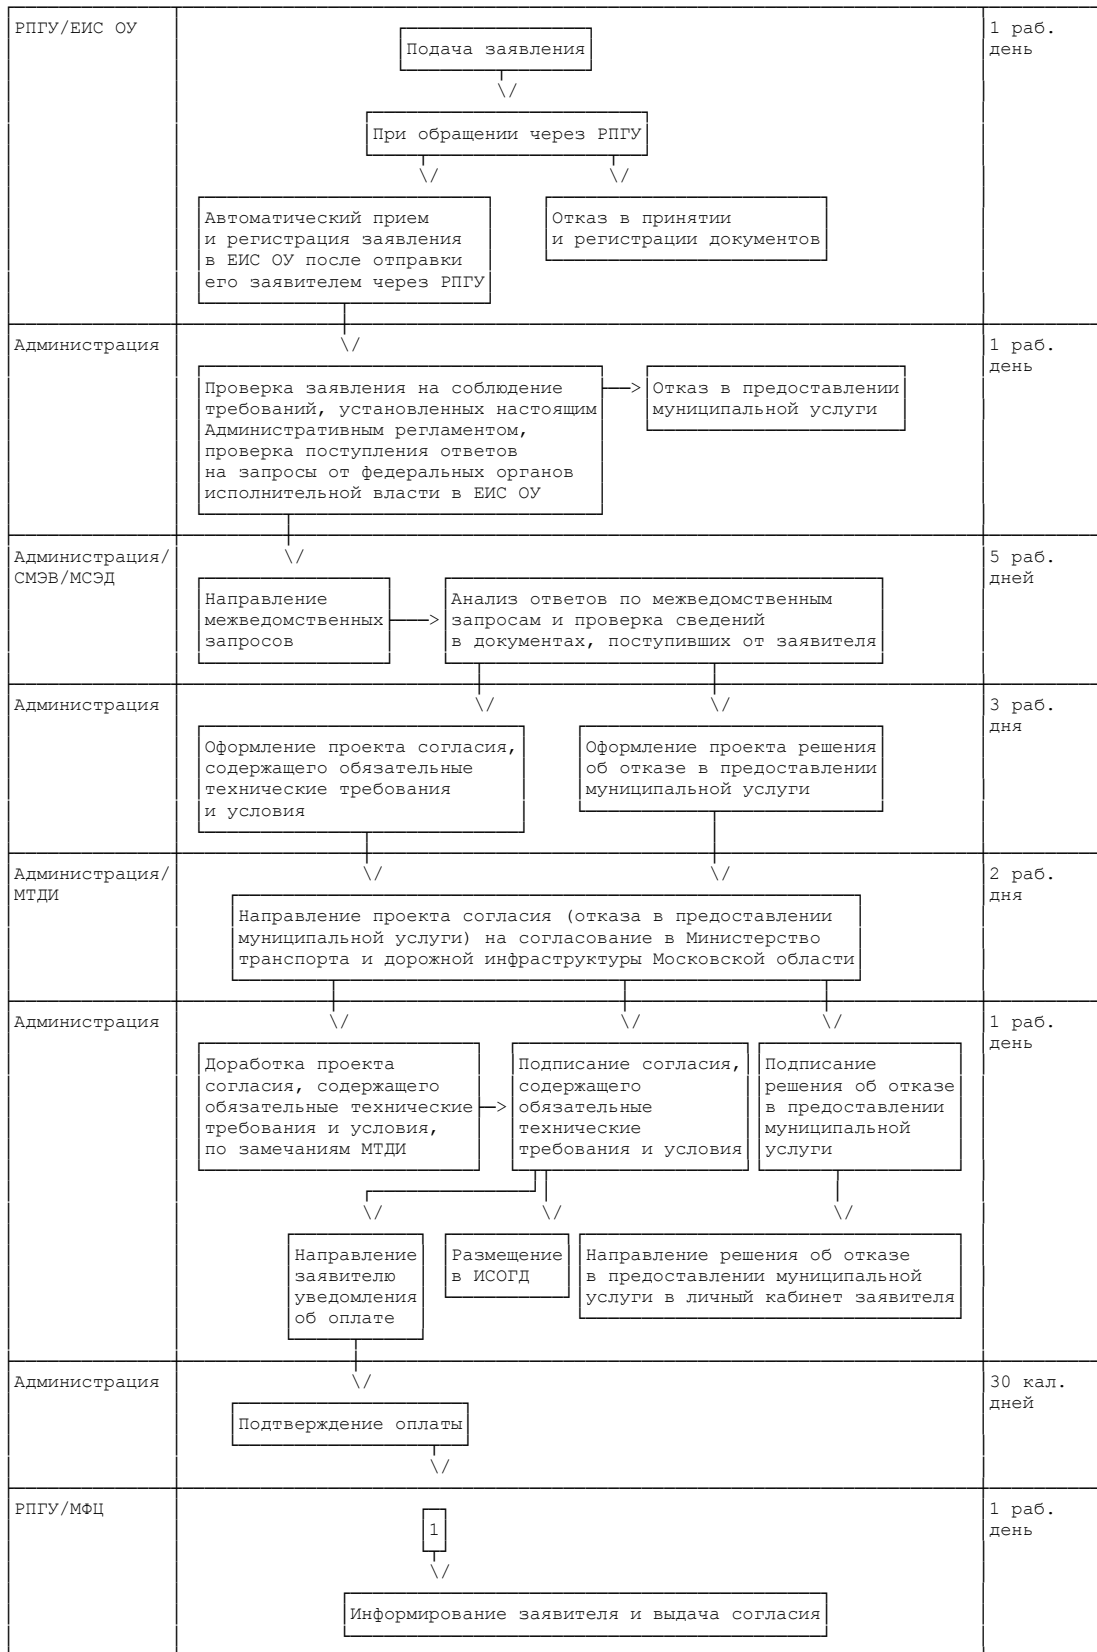 РПГУ/ЕИС ОУ
1 раб.
день
Подача заявления
При обращении через РПГУ
Автоматический прием
и регистрация заявления
в ЕИС ОУ после отправки
его заявителем через РПГУ
Отказ в принятии
и регистрации документов
Администрация
1 раб.
день
Проверка заявления на соблюдение
требований, установленных настоящим
Административным регламентом,
проверка поступления ответов
на запросы от федеральных органов
исполнительной власти в ЕИС ОУ
Отказ в предоставлении
муниципальной услуги
Администрация/
СМЭВ/МСЭД
5 раб.
дней
Направление
межведомственных
запросов
Анализ ответов по межведомственным
запросам и проверка сведений
в документах, поступивших от заявителя
Администрация
3 раб.
дня
Оформление проекта согласия,
содержащего обязательные
технические требования
и условия
Оформление проекта решения
об отказе в предоставлении
муниципальной услуги
Администрация/
МТДИ
2 раб.
дня
Направление проекта согласия (отказа в предоставлении
муниципальной услуги) на согласование в Министерство
транспорта и дорожной инфраструктуры Московской области
Администрация
1 раб.
день
Доработка проекта
согласия, содержащего
обязательные технические
требования и условия,
по замечаниям МТДИ
Подписание согласия,
содержащего
обязательные
технические
требования и условия
Подписание
решения об отказе
в предоставлении
муниципальной
услуги
Направление
заявителю
уведомления
об оплате
Размещение
в ИСОГД
Направление решения об отказе
в предоставлении муниципальной
услуги в личный кабинет заявителя
Администрация
30 кал.
дней
Подтверждение оплаты
РПГУ/МФЦ
1 раб.
день
1
Информирование заявителя и выдача согласия